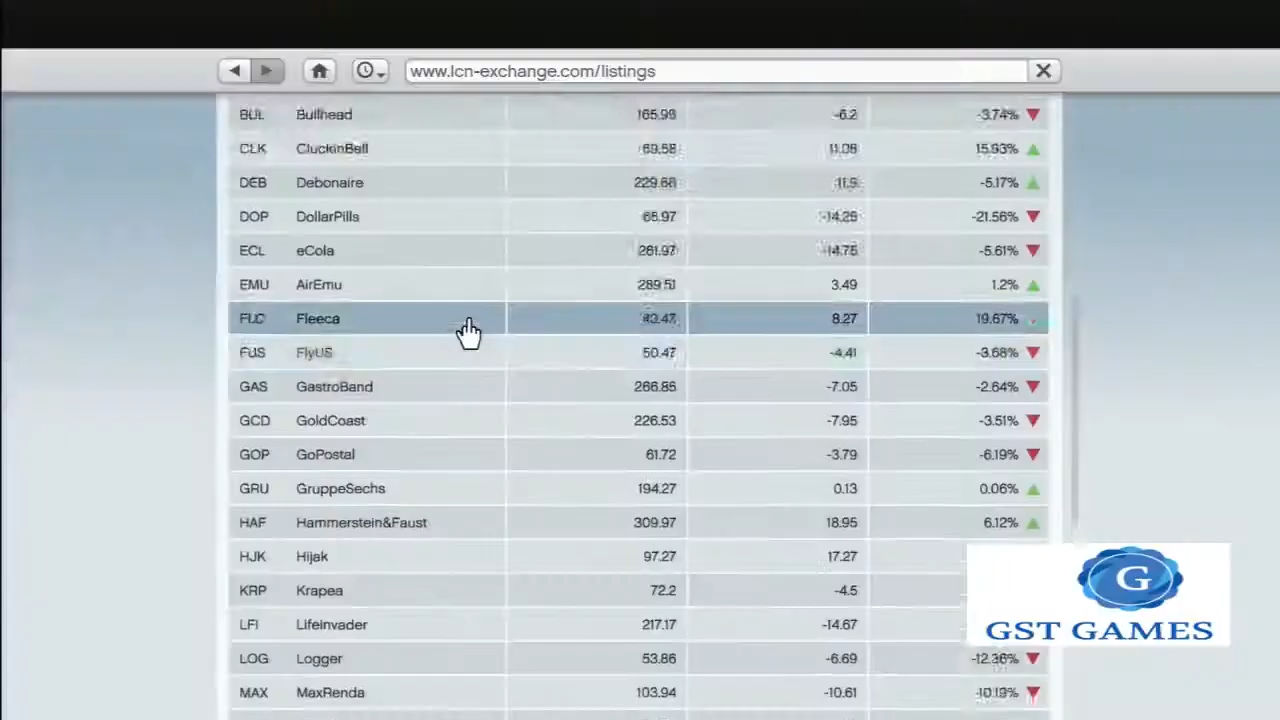 www.lcn-exchange.com/listings
BUL Bullhead 165.99 -6.2 -3.74%
CLK CluckinBell 69.58 11.08 15.93%
DEB Debonaire 229.68 -5.17%
DOP DollarPills 68.97 -14.25 -21.56%
ECL eCola 261.97 -14.75 -5.61%
EMU AirEmu 289.51 3.49 1.2%
FLC Fleeca 8.27 19.67%
FUS FlyUS 50.47 -4.41 -3.68%
GAS GastroBand 266.85 -7.05 -2.64%
GCD GoldCoast 226.53 -7.95 -3.51%
GOP GoPostal 61.72 -3.79 -6.19%
GRU GruppeSechs 194.27 0.13 0.06%
HAF Hammerstein&Faust 309.97 18.95 6.12%
HJK Hijak 97.27 17.27
KRP Krapea 72.2 -4.5
LFI Lifeinvader 217.17 -14.67
LOG Logger 53.86 -6.69 -12.36%
MAX MaxRenda 103.94 -10.61 -10.19%
G
GST GAMES